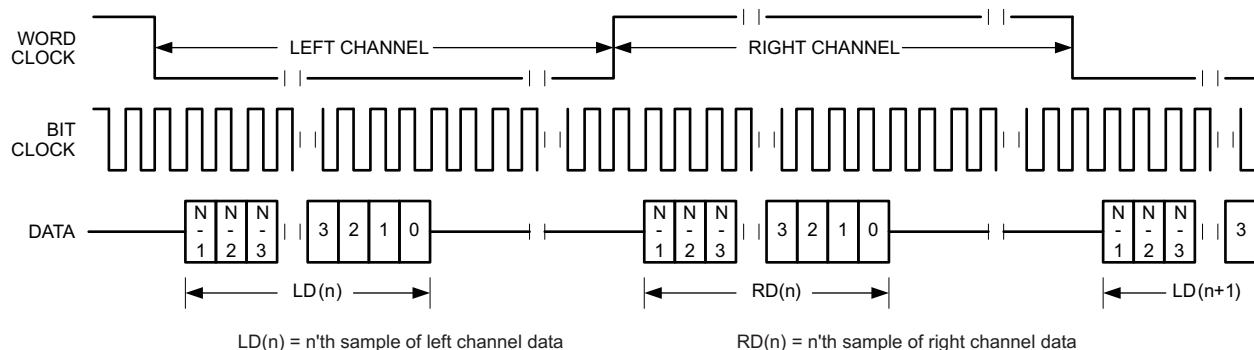 WORD CLOCK
LEFT CHANNEL
RIGHT CHANNEL
BIT CLOCK
DATA
N-1 N-2 N-3 3 2 1 0 N-1 N-2 N-3 3 2 1 0 N-1 N-2 N-3 3
LD(n)
RD(n)
LD(n+1)
LD(n) = n'th sample of left channel data
RD(n) = n'th sample of right channel data